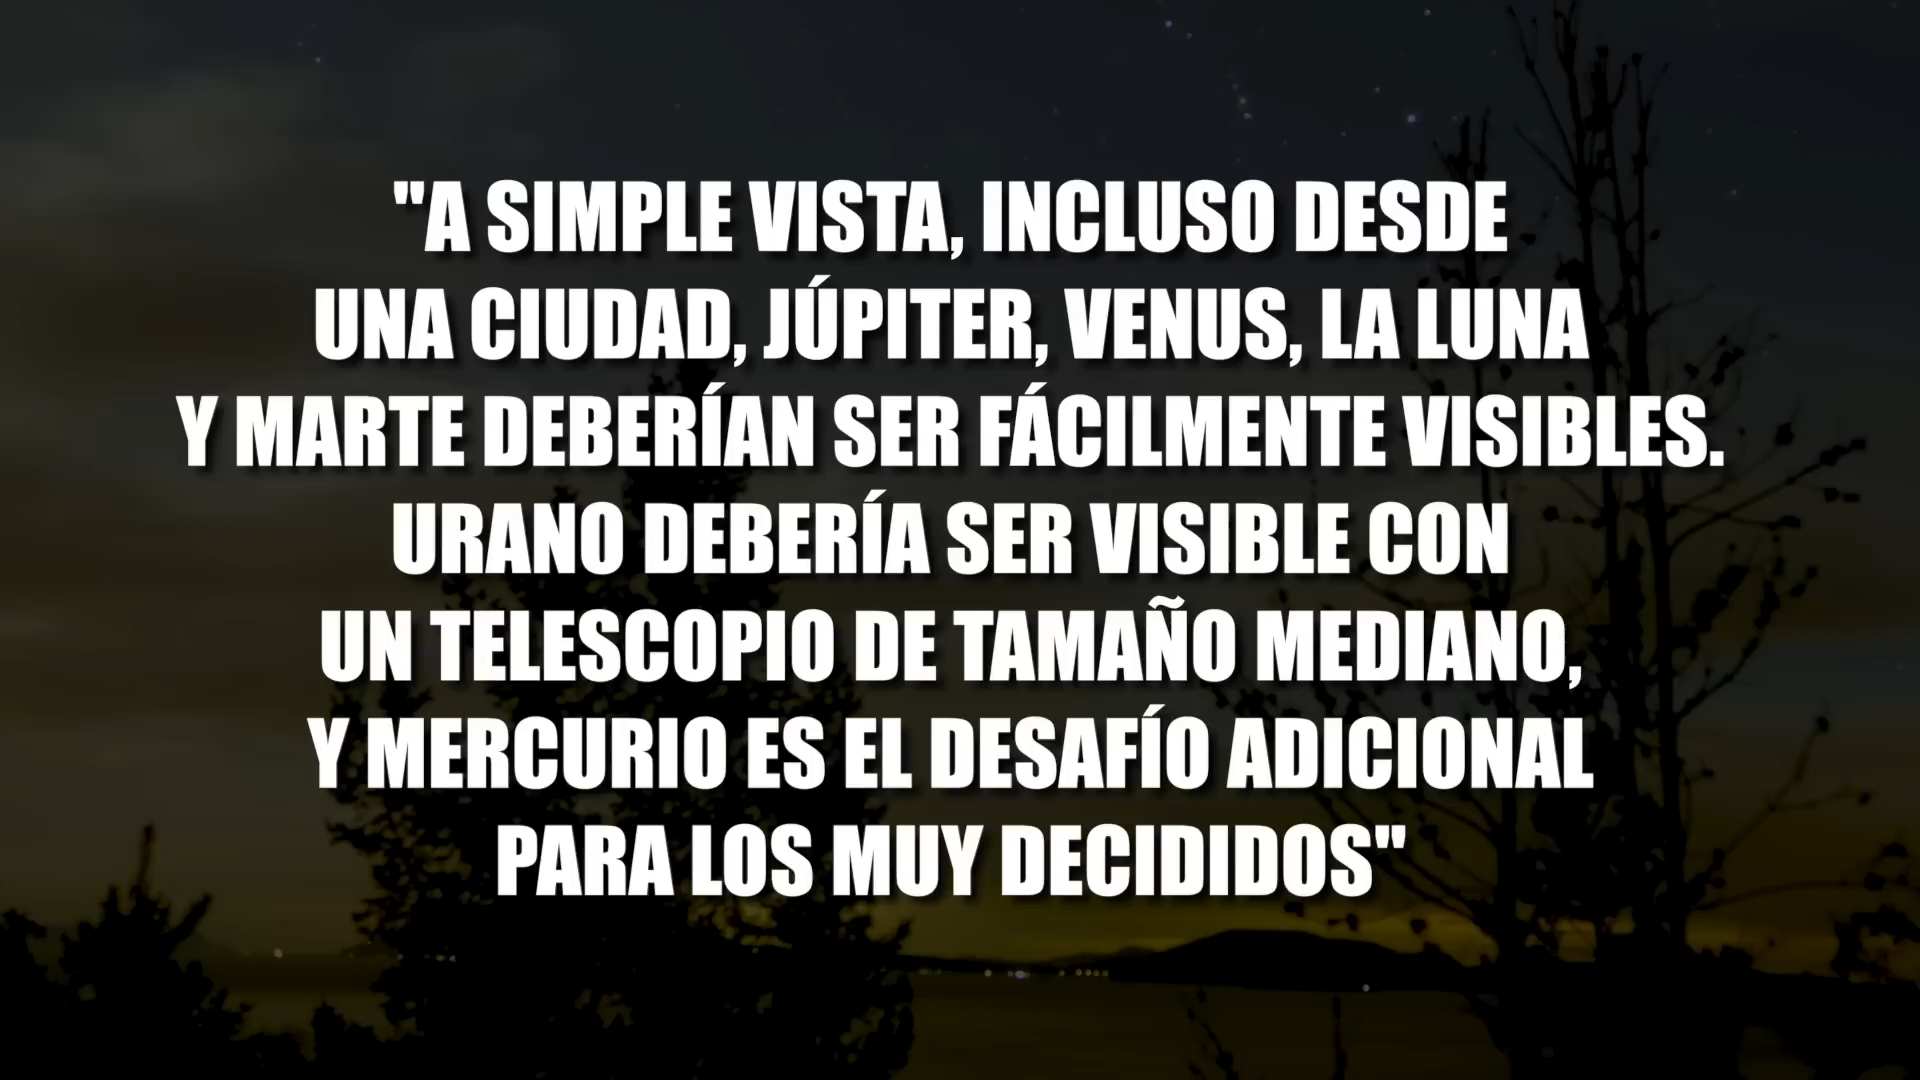 "A SIMPLE VISTA, INCLUSO DESDE
UNA CIUDAD, JÚPITER, VENUS, LA LUNA
Y MARTE DEBERÍAN SER FÁCILMENTE VISIBLES.
URANO DEBERÍA SER VISIBLE CON
UN TELESCOPIO DE TAMAÑO MEDIANO,
Y MERCURIO ES EL DESAFÍO ADICIONAL
PARA LOS MUY DECIDIDOS"